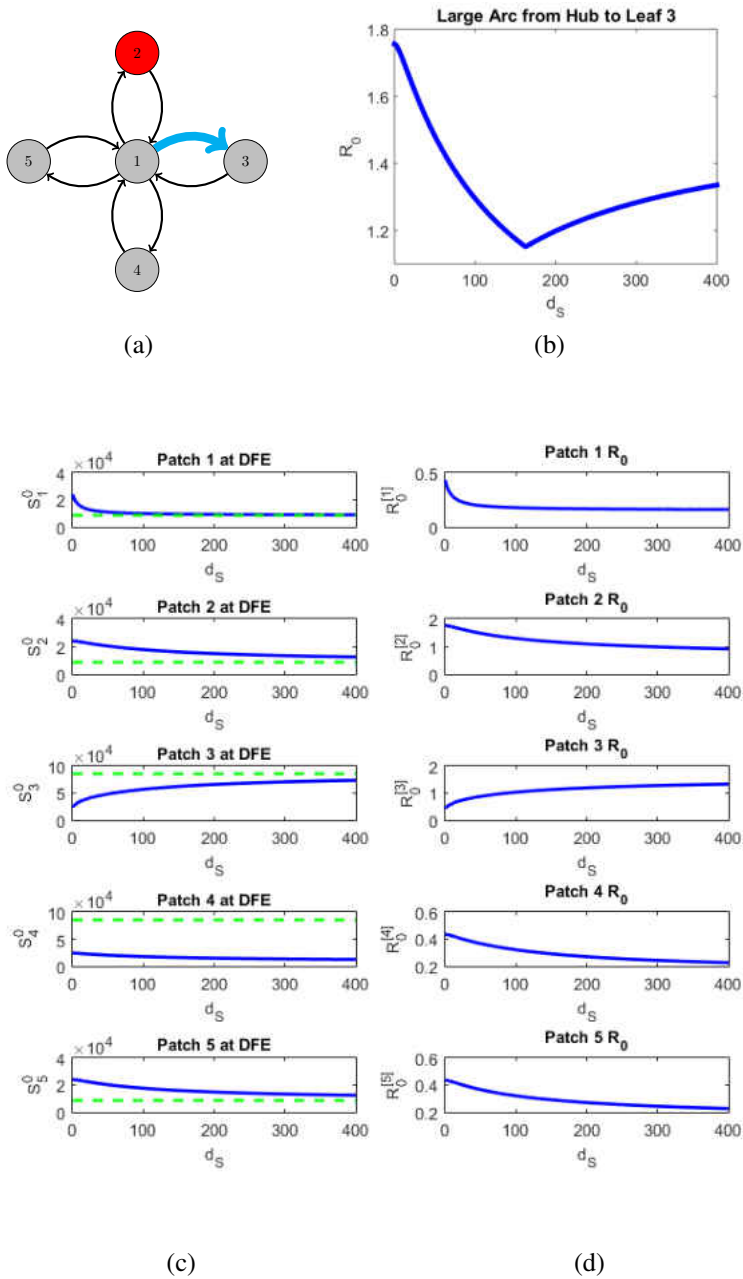 2
5
1
3
4
(a)
Large Arc from Hub to Leaf 3
1.8
1.6
1.4
1.2
R0
0 100 200 300 400
dS
(b)
× 10^4 Patch 1 at DFE
4
2
0
S1^0
0 100 200 300 400
dS
Patch 1 R0
0.5
0
R0^[1]
0 100 200 300 400
dS
× 10^4 Patch 2 at DFE
4
2
0
S2^0
0 100 200 300 400
dS
Patch 2 R0
2
1
0
R0^[2]
0 100 200 300 400
dS
× 10^4 Patch 3 at DFE
10
5
0
S3^0
0 100 200 300 400
dS
Patch 3 R0
2
1
0
R0^[3]
0 100 200 300 400
dS
× 10^4 Patch 4 at DFE
10
5
0
S4^0
0 100 200 300 400
dS
Patch 4 R0
0.6
0.4
0.2
R0^[4]
0 100 200 300 400
dS
× 10^4 Patch 5 at DFE
4
2
0
S5^0
0 100 200 300 400
dS
Patch 5 R0
0.6
0.4
0.2
R0^[5]
0 100 200 300 400
dS
(c)
(d)